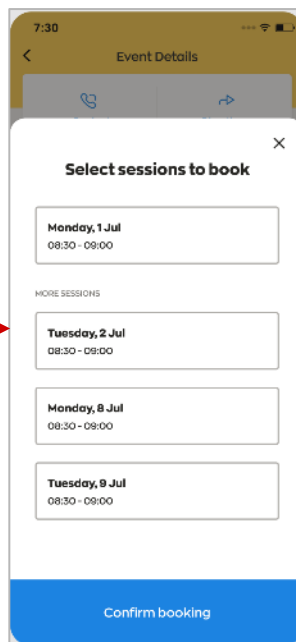 7:30
Event Details
Select sessions to book
Monday, 1 Jul
08:30 - 09:00
MORE SESSIONS
Tuesday, 2 Jul
08:30 - 09:00
Monday, 8 Jul
08:30 - 09:00
Tuesday, 9 Jul
08:30 - 09:00
Confirm booking